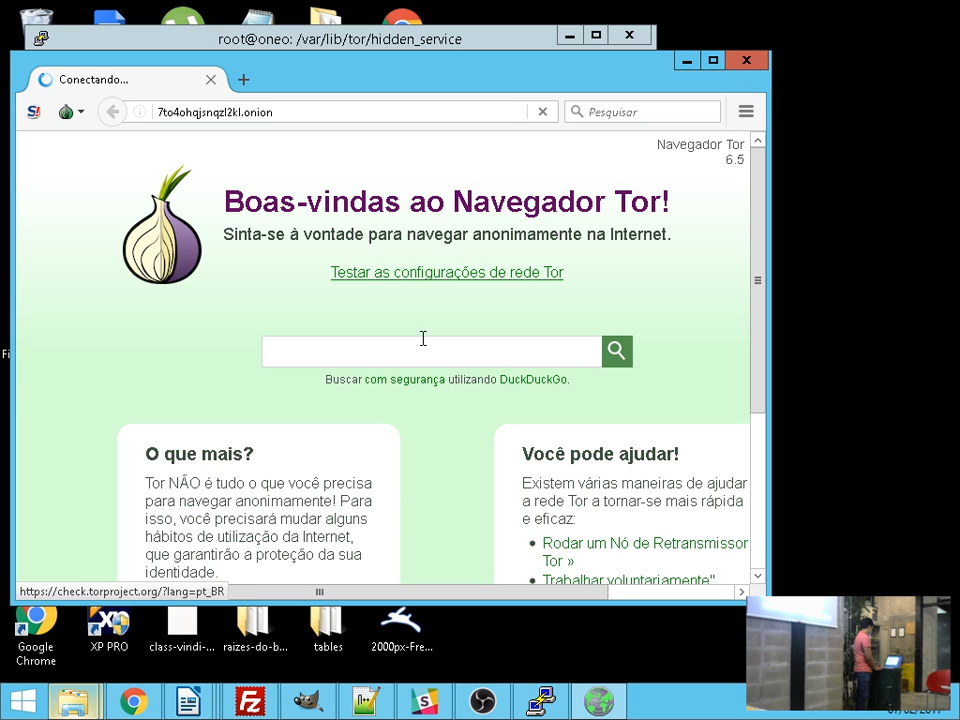 root@oneo: /var/lib/tor/hidden_service
Conectando...
7to4ohqjsnqzl2kl.onion
Pesquisar
Navegador Tor
6.5
Boas-vindas ao Navegador Tor!
Sinta-se à vontade para navegar anonimamente na Internet.
Testar as configurações de rede Tor
Buscar com segurança utilizando DuckDuckGo.
O que mais?
Tor NÃO é tudo o que você precisa
para navegar anonimamente! Para
isso, você precisará mudar alguns
hábitos de utilização da Internet,
que garantirão a proteção da sua
identidade.
Você pode ajudar!
Existem várias maneiras de ajudar
a rede Tor a tornar-se mais rápida
e eficaz:
Rodar um Nó de Retransmissor
Tor »
Trabalhar voluntariamente"
https://check.torproject.org/?lang=pt_BR
Fi
Google
Chrome
XP PRO
class-vindi-...
raizes-do-b...
tables
2000px-Fre...